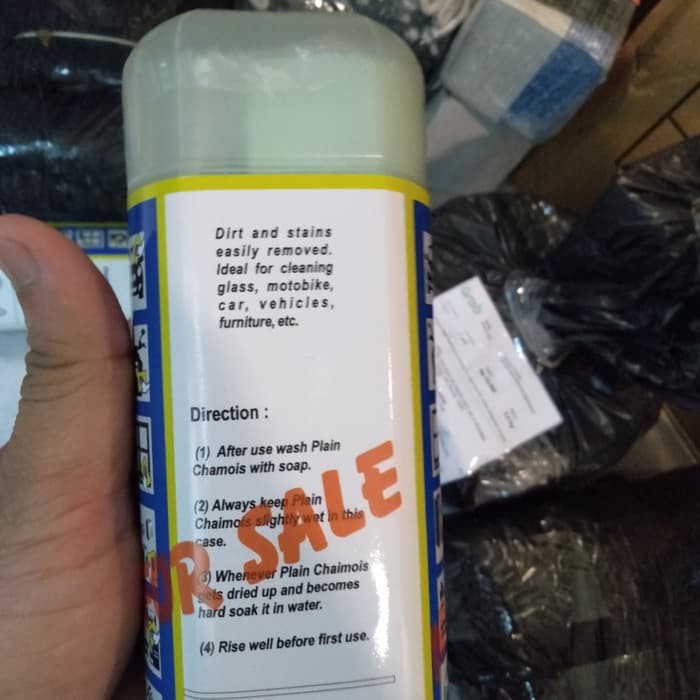 Dirt and stains
easily removed.
Ideal for cleaning
glass, motobike,
car, vehicles,
furniture, etc.
Direction :
(1) After use wash Plain
Chamois with soap.
(2) Always keep Plain
Chaimois slightly wet in this
case.
(3) Whenever Plain Chaimois
gets dried up and becomes
hard soak it in water.
(4) Rise well before first use.
OR SALE
Grab